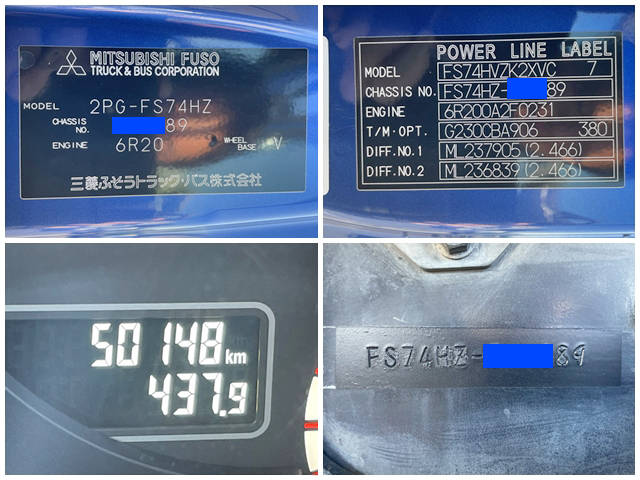 MITSUBISHI FUSO
TRUCK & BUS CORPORATION
MODEL 2PG-FS74HZ
CHASSIS NO. 89
ENGINE 6R20 WHEEL BASE V
三菱ふそうトラック・バス株式会社
POWER LINE LABEL
MODEL FS74HVZK2XVC 7
CHASSIS NO. FS74HZ- 89
ENGINE 6R200A2F0231
T/M.OPT. G230CBA906 380
DIFF.NO.1 ML237905(2.466)
DIFF.NO.2 ML236839(2.466)
50148 km
437.9
FS74HZ- 89